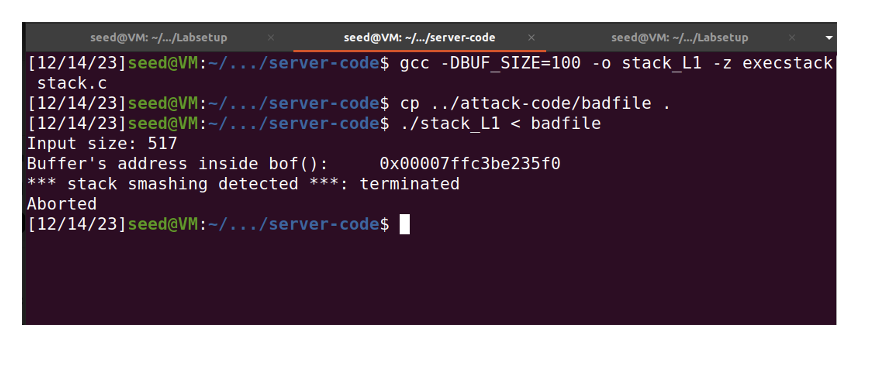 seed@VM: ~/.../Labsetup × seed@VM: ~/.../server-code × seed@VM: ~/.../Labsetup ×
[12/14/23]seed@VM:~/.../server-code$ gcc -DBUF_SIZE=100 -o stack_L1 -z execstack
stack.c
[12/14/23]seed@VM:~/.../server-code$ cp ../attack-code/badfile .
[12/14/23]seed@VM:~/.../server-code$ ./stack_L1 < badfile
Input size: 517
Buffer's address inside bof():     0x00007ffc3be235f0
*** stack smashing detected ***: terminated
Aborted
[12/14/23]seed@VM:~/.../server-code$